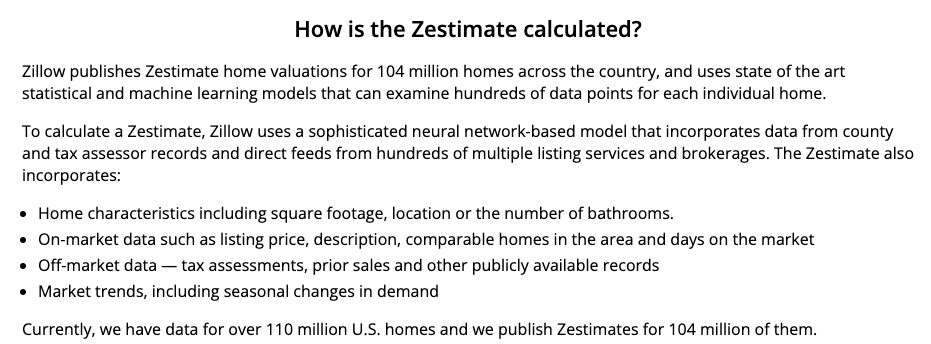 How is the Zestimate calculated?
Zillow publishes Zestimate home valuations for 104 million homes across the country, and uses state of the art
statistical and machine learning models that can examine hundreds of data points for each individual home.
To calculate a Zestimate, Zillow uses a sophisticated neural network-based model that incorporates data from county
and tax assessor records and direct feeds from hundreds of multiple listing services and brokerages. The Zestimate also
incorporates:
• Home characteristics including square footage, location or the number of bathrooms.
• On-market data such as listing price, description, comparable homes in the area and days on the market
• Off-market data — tax assessments, prior sales and other publicly available records
• Market trends, including seasonal changes in demand
Currently, we have data for over 110 million U.S. homes and we publish Zestimates for 104 million of them.